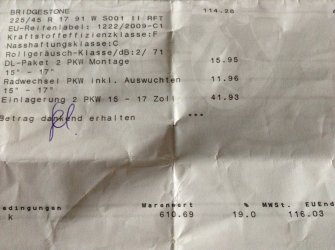 BRIDGESTONE 114.26
225/45 R 17 91 W S001 II RFT
EU-Reifenlabel: 1222/2009-C1
Kraftstoffeffizienzklasse:F
Nasshaftungsklasse:C
Rollgeräusch-Klasse/dB:2/ 71
DL-Paket 2 PKW Montage 15.95
15" - 17"
Radwechsel PKW inkl. Auswuchten 11.96
15" - 17"
Einlagerung 2 PKW 15 - 17 Zoll 41.93
Betrag dankend erhalten ***
edingungen Warenwert % MWSt. EUEnd
k 610.69 19.0 116.03